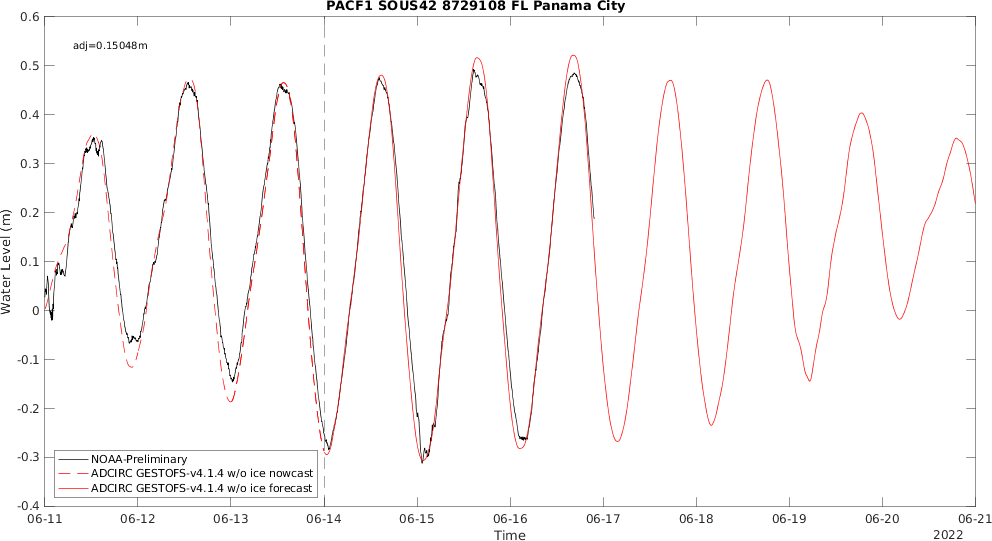 PACF1 SOUS42 8729108 FL Panama City
adj=0.15048m
Water Level (m)
0.6
0.5
0.4
0.3
0.2
0.1
0
-0.1
-0.2
-0.3
-0.4
NOAA-Preliminary
ADCIRC GESTOFS-v4.1.4 w/o ice nowcast
ADCIRC GESTOFS-v4.1.4 w/o ice forecast
06-11 06-12 06-13 06-14 06-15 06-16 06-17 06-18 06-19 06-20 06-21
Time 2022